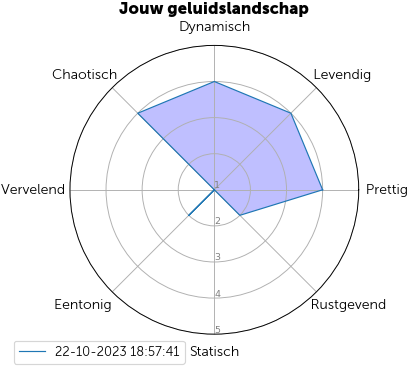 Jouw geluidslandschap
Dynamisch
Chaotisch
Levendig
Vervelend
1
Prettig
2
3
4
Eentonig
Rustgevend
5
22-10-2023 18:57:41
Statisch